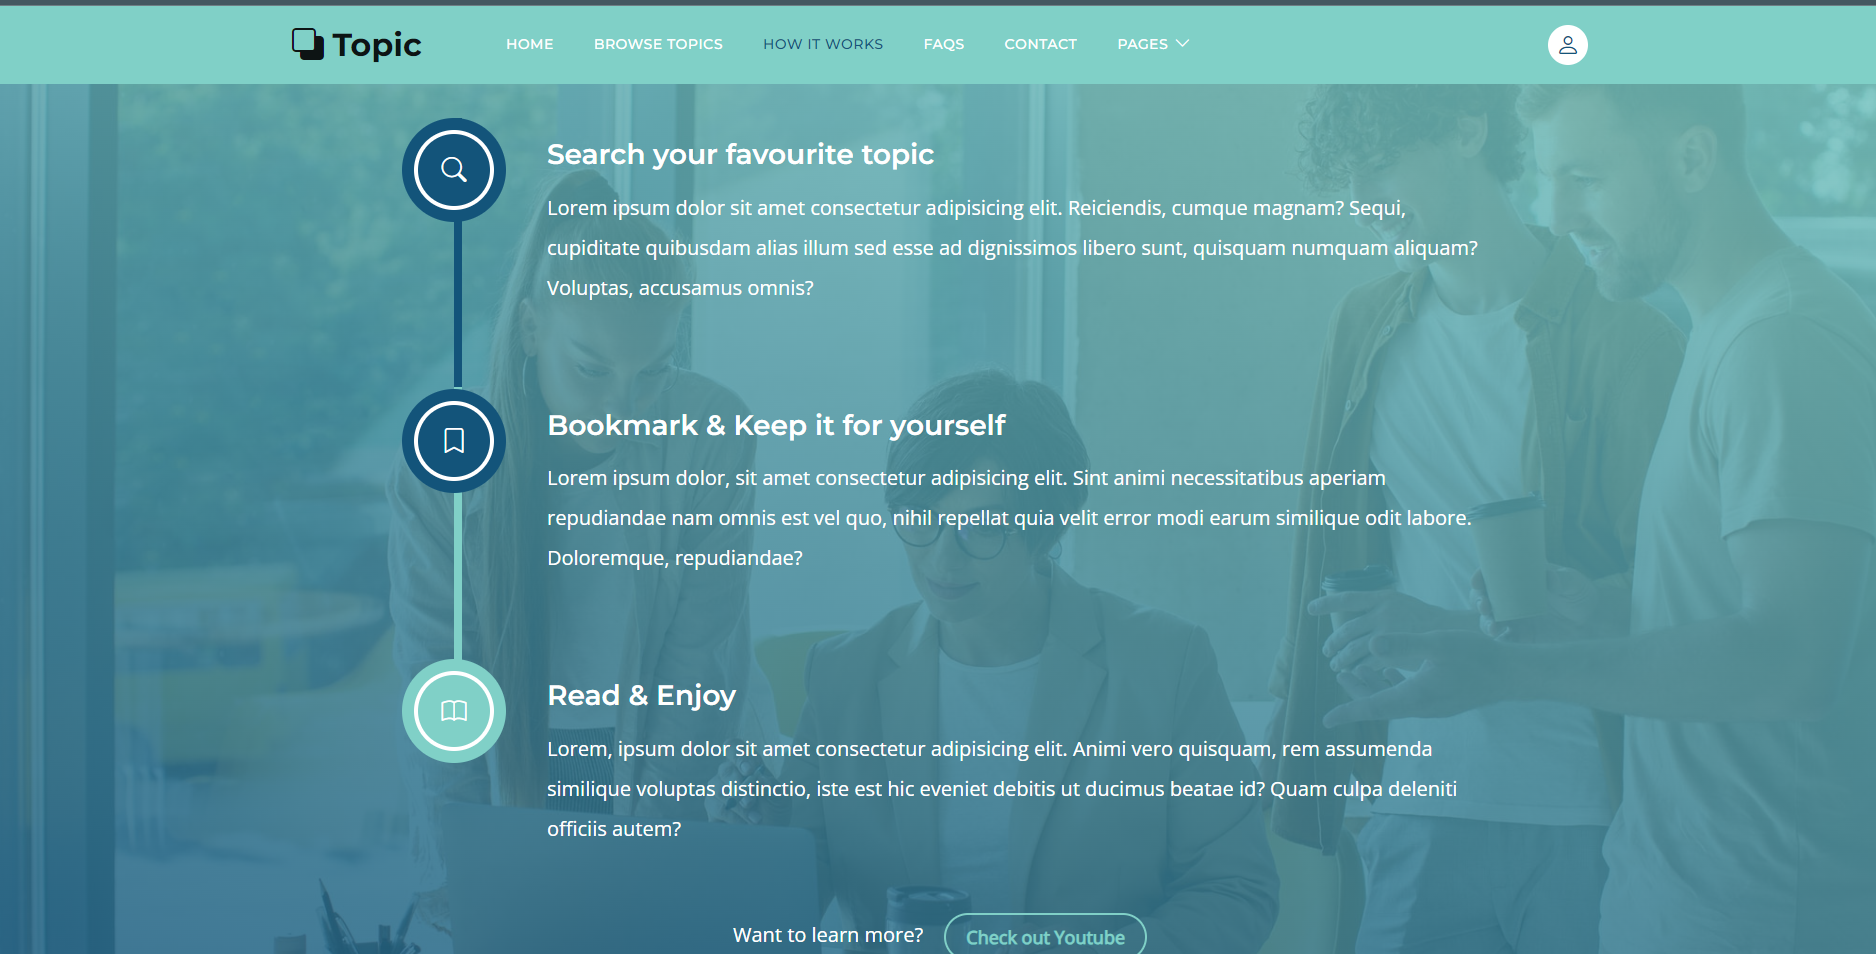 Topic
HOME BROWSE TOPICS HOW IT WORKS FAQS CONTACT PAGES
Search your favourite topic
Lorem ipsum dolor sit amet consectetur adipisicing elit. Reiciendis, cumque magnam? Sequi,
cupiditate quibusdam alias illum sed esse ad dignissimos libero sunt, quisquam numquam aliquam?
Voluptas, accusamus omnis?
Bookmark & Keep it for yourself
Lorem ipsum dolor, sit amet consectetur adipisicing elit. Sint animi necessitatibus aperiam
repudiandae nam omnis est vel quo, nihil repellat quia velit error modi earum similique odit labore.
Doloremque, repudiandae?
Read & Enjoy
Lorem, ipsum dolor sit amet consectetur adipisicing elit. Animi vero quisquam, rem assumenda
similique voluptas distinctio, iste est hic eveniet debitis ut ducimus beatae id? Quam culpa deleniti
officiis autem?
Want to learn more? Check out Youtube